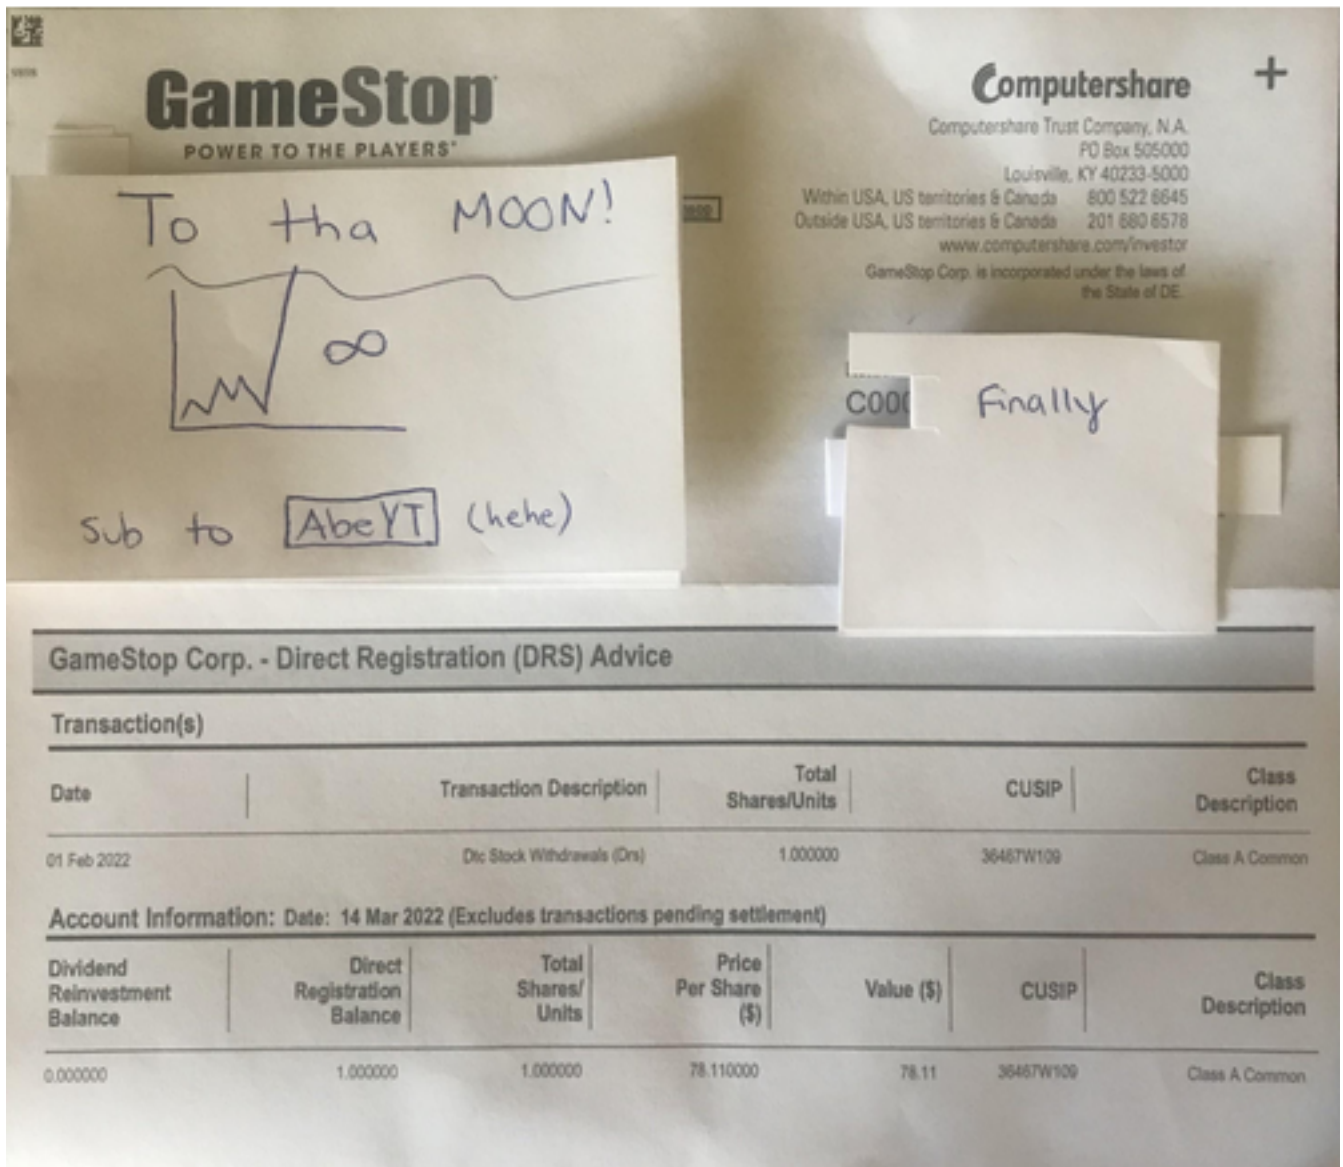 GameStop
POWER TO THE PLAYERS
Computershare
+
Computershare Trust Company, N.A.
PO Box 505000
Louisville, KY 40233-5000
Within USA, US territories & Canada 800 522 6645
Outside USA, US territories & Canada 201 680 6578
www.computershare.com/investor
GameStop Corp. is incorporated under the laws of
the State of DE.
To tha MOON!
∞
Sub to AbeYT (hehe)
C000
Finally
GameStop Corp. - Direct Registration (DRS) Advice
Transaction(s)
Date
Transaction Description
Total
Shares/Units
CUSIP
Class
Description
01 Feb 2022 Dtc Stock Withdrawals (Drs) 1.000000 36467W109 Class A Common
Account Information: Date: 14 Mar 2022 (Excludes transactions pending settlement)
Dividend
Reinvestment
Balance
Direct
Registration
Balance
Total
Shares/
Units
Price
Per Share
($)
Value ($)
CUSIP
Class
Description
0.000000 1.000000 1.000000 78.110000 78.11 36467W109 Class A Common